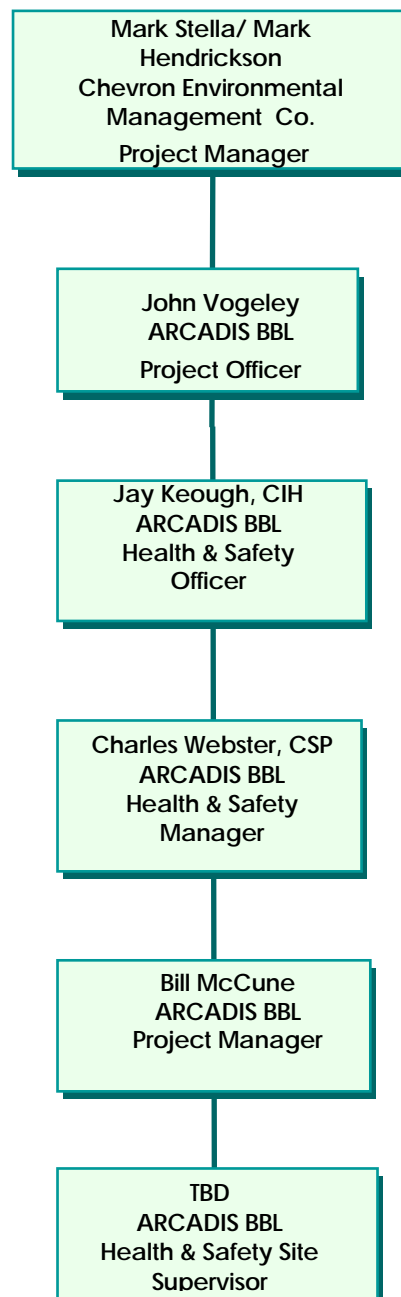 Mark Stella/ Mark
Hendrickson
Chevron Environmental
Management Co.
Project Manager
John Vogeley
ARCADIS BBL
Project Officer
Jay Keough, CIH
ARCADIS BBL
Health & Safety
Officer
Charles Webster, CSP
ARCADIS BBL
Health & Safety
Manager
Bill McCune
ARCADIS BBL
Project Manager
TBD
ARCADIS BBL
Health & Safety Site
Supervisor